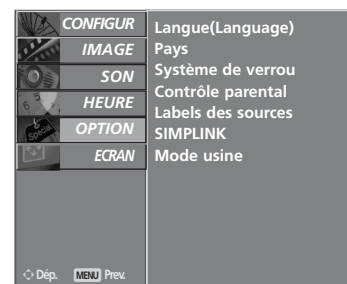 CONFIGUR
IMAGE
SON
HEURE
OPTION
ECRAN
Langue(Language)
Pays
Système de verrou
Contrôle parental
Labels des sources
SIMPLINK
Mode usine
Special
Dép. MENU Prev.